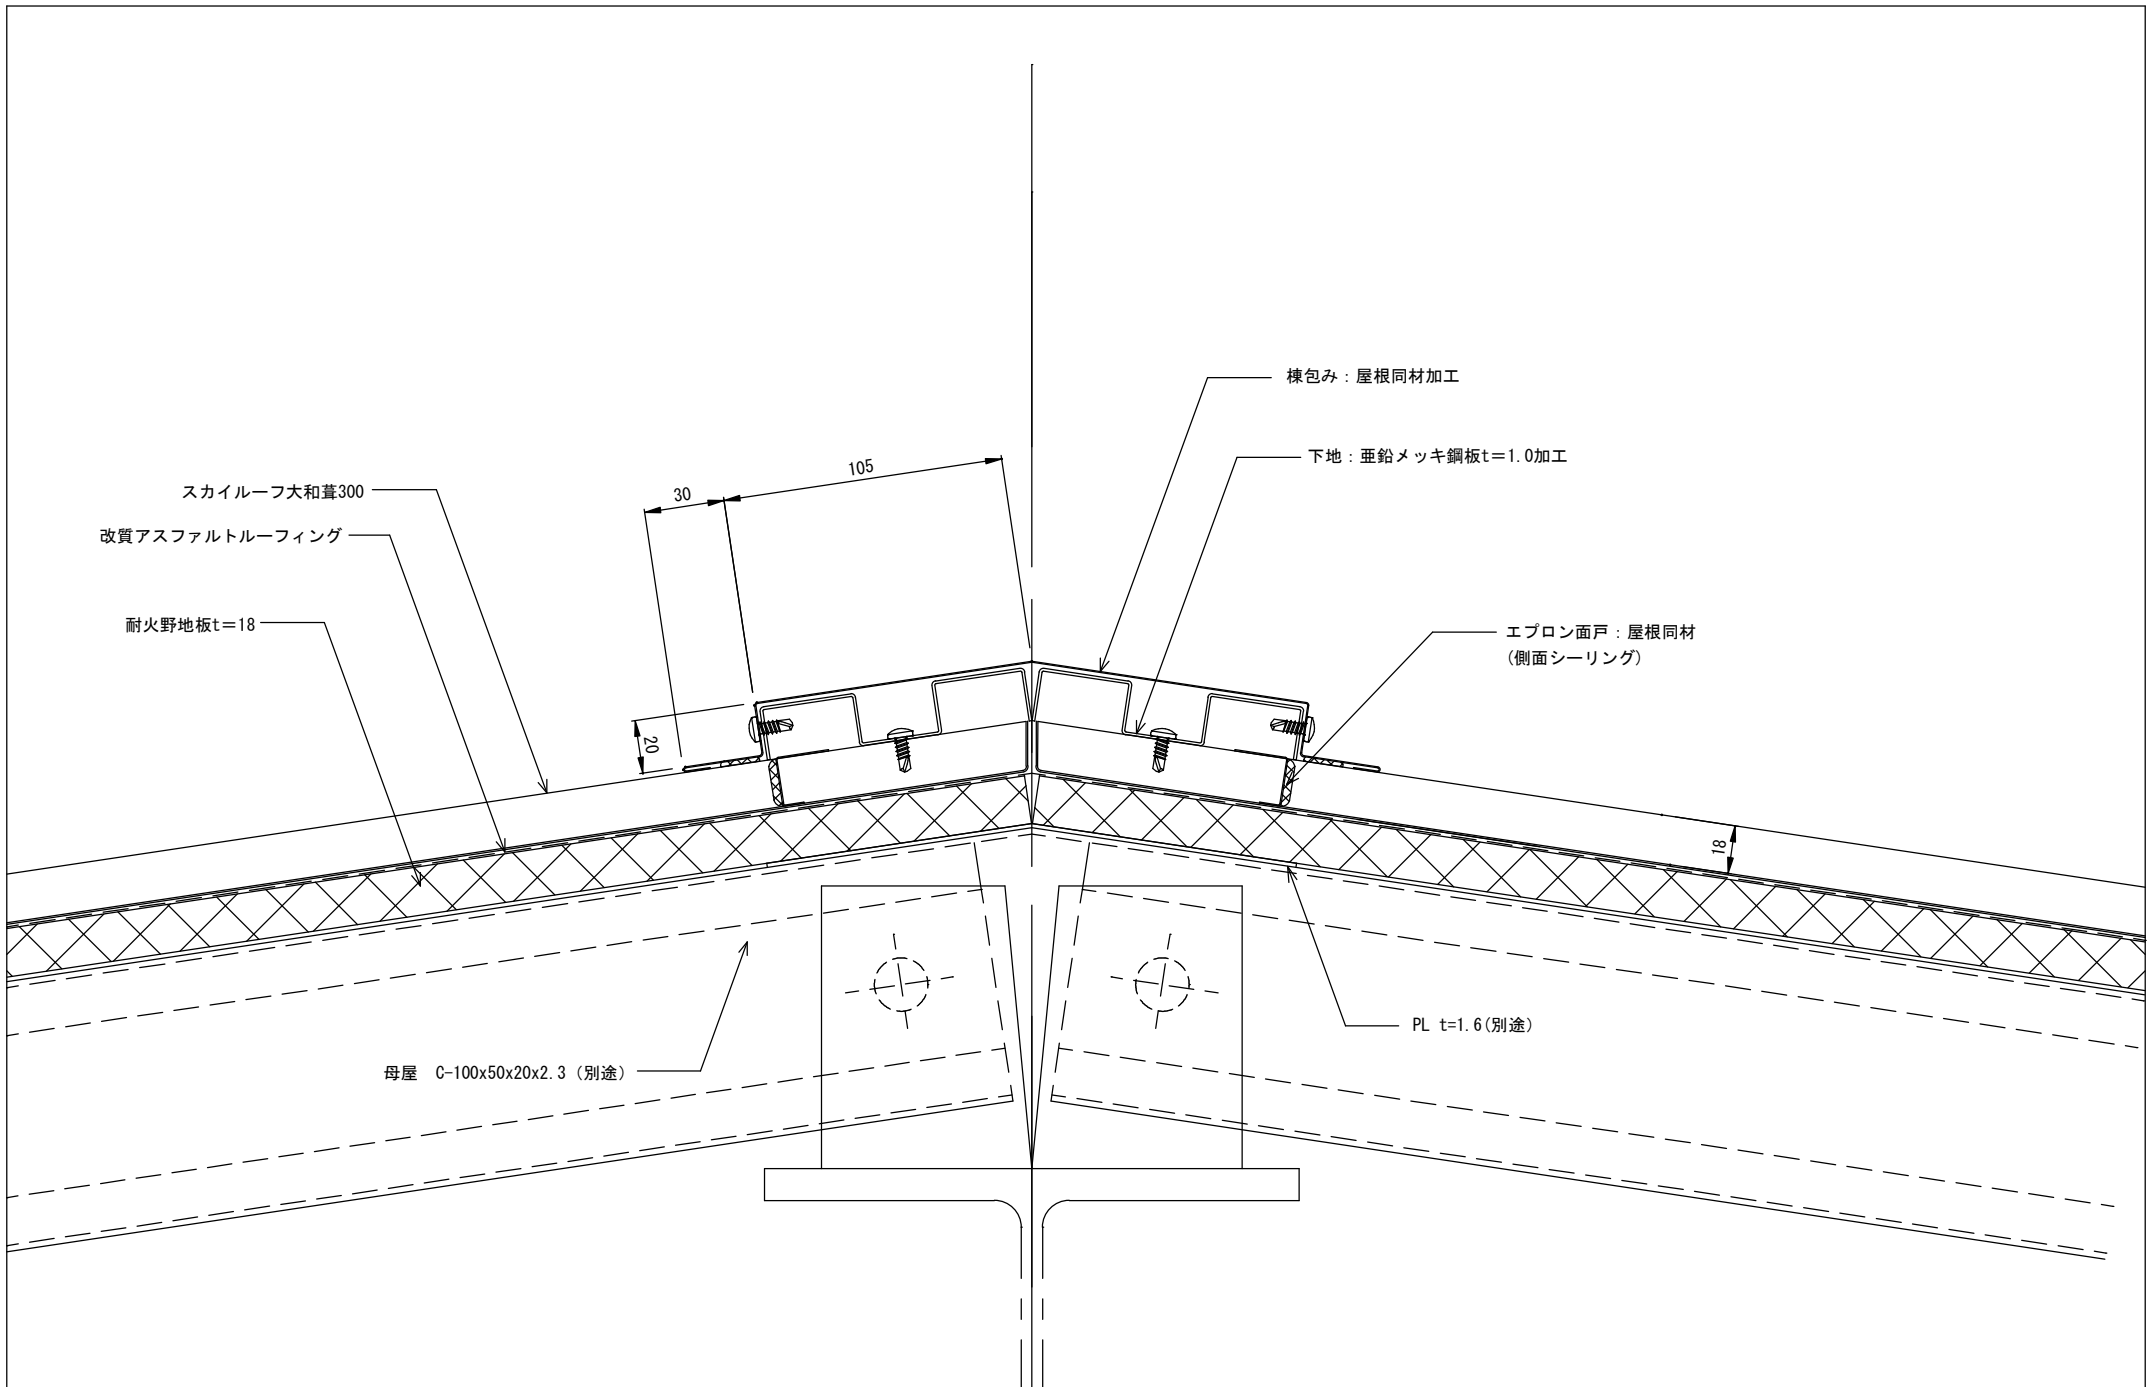 棟包み：屋根同材加工
下地：亜鉛メッキ鋼板t＝1.0加工
105
30
スカイルーフ大和葺300
改質アスファルトルーフィング
耐火野地板t＝18
エプロン面戸：屋根同材
(側面シーリング)
20
18
PL t=1.6(別途)
母屋　C-100x50x20x2.3（別途）